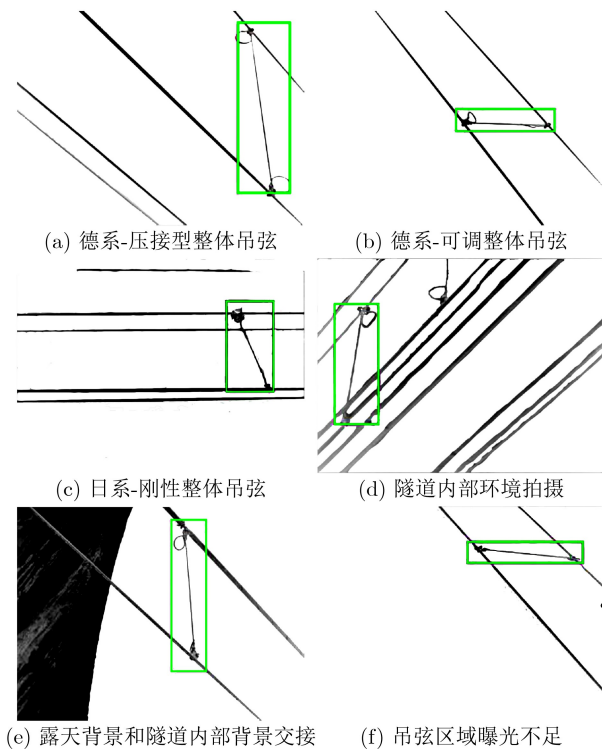 (a) 德系-压接型整体吊弦
(b) 德系-可调整体吊弦
(c) 日系-刚性整体吊弦
(d) 隧道内部环境拍摄
(e) 露天背景和隧道内部背景交接
(f) 吊弦区域曝光不足